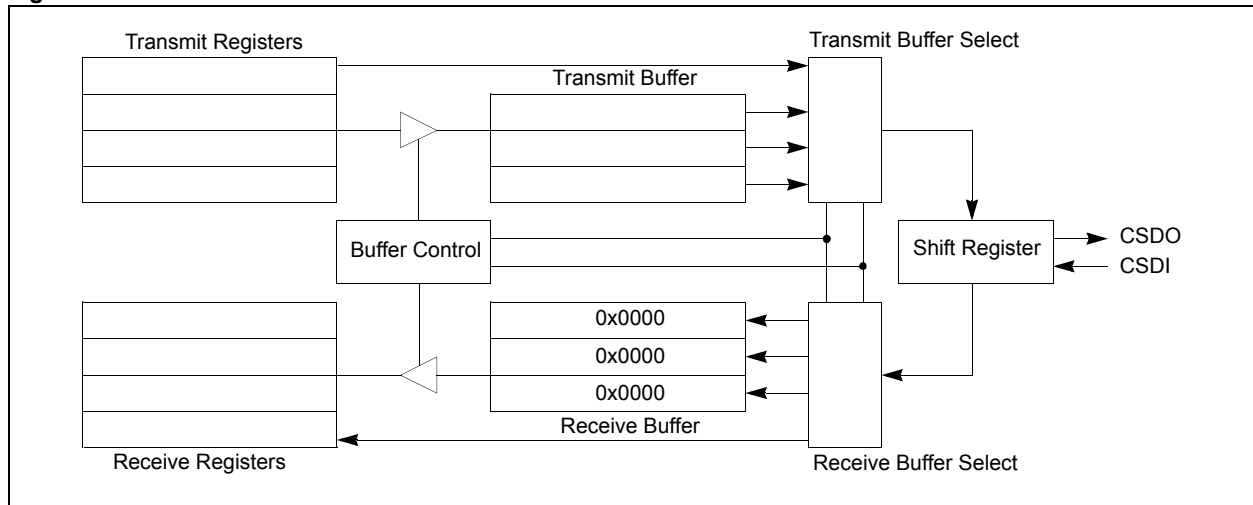 Transmit Registers
Transmit Buffer Select
Transmit Buffer
Buffer Control
Shift Register
CSDO
CSDI
0x0000
0x0000
0x0000
Receive Buffer
Receive Registers
Receive Buffer Select